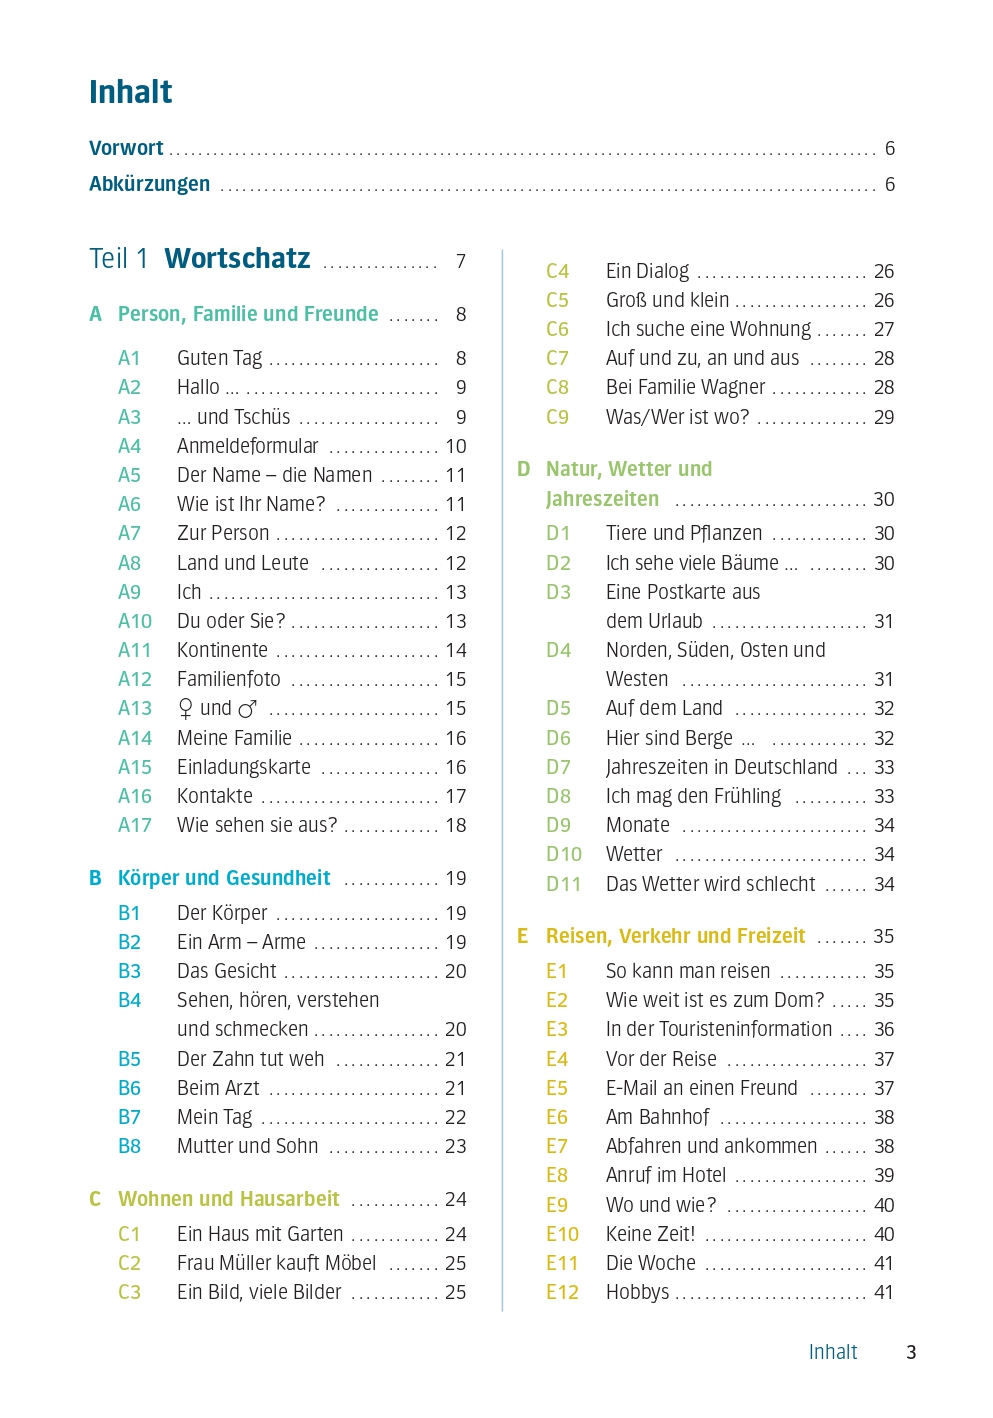 Inhalt
Vorwort ........................................................................................ 6
Abkürzungen ................................................................................ 6
Teil 1 Wortschatz ................ 7
A Person, Familie und Freunde ....... 8
A1 Guten Tag ....................... 8
A2 Hallo ... .......................... 9
A3 ... und Tschüs ................... 9
A4 Anmeldeformular ............... 10
A5 Der Name – die Namen ........ 11
A6 Wie ist Ihr Name? .............. 11
A7 Zur Person ...................... 12
A8 Land und Leute ................ 12
A9 Ich ............................... 13
A10 Du oder Sie? .................... 13
A11 Kontinente ...................... 14
A12 Familienfoto .................... 15
A13 ♀ und ♂ ....................... 15
A14 Meine Familie ................... 16
A15 Einladungskarte ................ 16
A16 Kontakte ........................ 17
A17 Wie sehen sie aus? ............. 18
B Körper und Gesundheit ............. 19
B1 Der Körper ...................... 19
B2 Ein Arm – Arme ................. 19
B3 Das Gesicht ..................... 20
B4 Sehen, hören, verstehen
und schmecken ................. 20
B5 Der Zahn tut weh .............. 21
B6 Beim Arzt ....................... 21
B7 Mein Tag ........................ 22
B8 Mutter und Sohn ............... 23
C Wohnen und Hausarbeit ............ 24
C1 Ein Haus mit Garten ............ 24
C2 Frau Müller kauft Möbel ....... 25
C3 Ein Bild, viele Bilder ............ 25
C4 Ein Dialog ....................... 26
C5 Groß und klein .................. 26
C6 Ich suche eine Wohnung ....... 27
C7 Auf und zu, an und aus ........ 28
C8 Bei Familie Wagner ............. 28
C9 Was/Wer ist wo? ............... 29
D Natur, Wetter und
Jahreszeiten .......................... 30
D1 Tiere und Pflanzen ............. 30
D2 Ich sehe viele Bäume ... ........ 30
D3 Eine Postkarte aus
dem Urlaub ..................... 31
D4 Norden, Süden, Osten und
Westen ......................... 31
D5 Auf dem Land .................. 32
D6 Hier sind Berge ... ............. 32
D7 Jahreszeiten in Deutschland ... 33
D8 Ich mag den Frühling .......... 33
D9 Monate ......................... 34
D10 Wetter .......................... 34
D11 Das Wetter wird schlecht ...... 34
E Reisen, Verkehr und Freizeit ....... 35
E1 So kann man reisen ............ 35
E2 Wie weit ist es zum Dom? ..... 35
E3 In der Touristeninformation .... 36
E4 Vor der Reise ................... 37
E5 E-Mail an einen Freund ........ 37
E6 Am Bahnhof .................... 38
E7 Abfahren und ankommen ...... 38
E8 Anruf im Hotel .................. 39
E9 Wo und wie? ................... 40
E10 Keine Zeit! ...................... 40
E11 Die Woche ...................... 41
E12 Hobbys .......................... 41
Inhalt 3